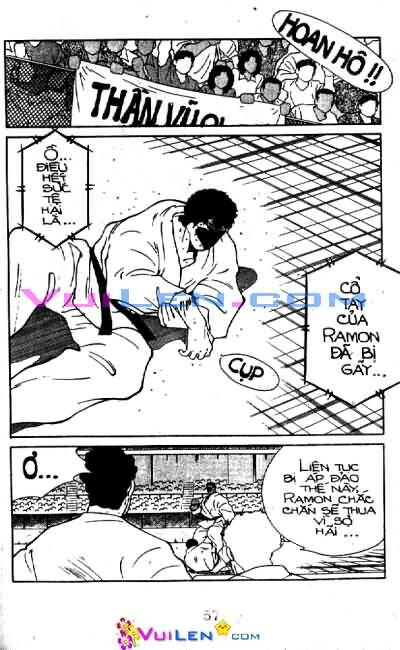 HOAN HÔ!!
THẦN VŨ
Ồ...
ĐIỀU
HẾT
SỨC
TỆ
HẠI
LÀ...
CỔ
TAY
CỦA
RAMON
ĐÃ BỊ
GÃY...
CỤP
Ơ...
LIÊN TỤC
BỊ ÁP ĐẢO
THẾ NÀY,
RAMON CHẮC
CHẮN SẼ THUA
VÌ SỢ
HÃI...
VUILEN.COM
57
VUILEN.COM